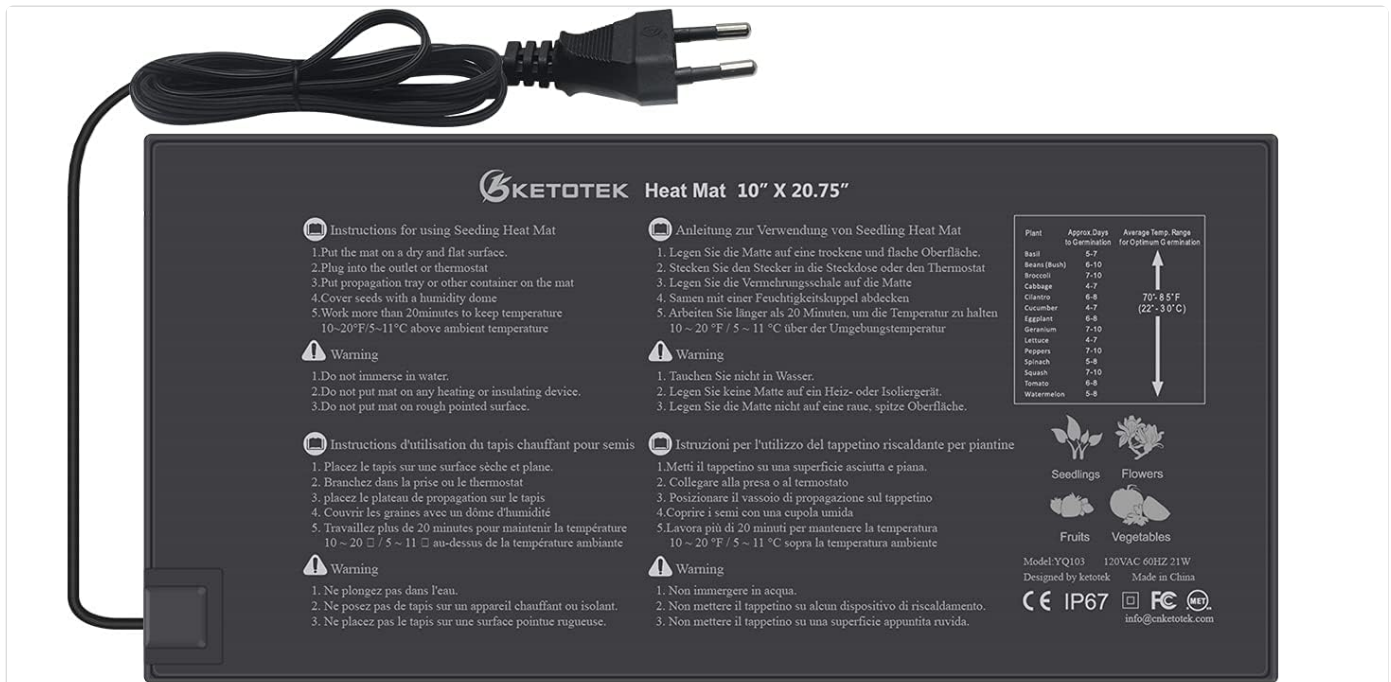 KETOTEK Heat Mat 10" X 20.75"
Instructions for using Seeding Heat Mat
1.Put the mat on a dry and flat surface.
2.Plug into the outlet or thermostat
3.Put propagation tray or other container on the mat
4.Cover seeds with a humidity dome
5.Work more than 20minutes to keep temperature
10~20°F/5~11°C above ambient temperature
Warning
1.Do not immerse in water.
2.Do not put mat on any heating or insulating device.
3.Do not put mat on rough pointed surface.
Anleitung zur Verwendung von Seedling Heat Mat
1. Legen Sie die Matte auf eine trockene und flache Oberfläche.
2. Stecken Sie den Stecker in die Steckdose oder den Thermostat
3. Legen Sie die Vermehrungsschale auf die Matte
4. Samen mit einer Feuchtigkeitskuppel abdecken
5. Arbeiten Sie länger als 20 Minuten, um die Temperatur zu halten
10 ~ 20 °F / 5 ~ 11 °C über der Umgebungstemperatur
Warning
1. Tauchen Sie nicht in Wasser.
2. Legen Sie keine Matte auf ein Heiz- oder Isoliergerät.
3. Legen Sie die Matte nicht auf eine raue, spitze Oberfläche.
Instructions d'utilisation du tapis chauffant pour semis
1. Placez le tapis sur une surface sèche et plane.
2. Branchez dans la prise ou le thermostat
3. placez le plateau de propagation sur le tapis
4. Couvrir les graines avec un dôme d'humidité
5. Travaillez plus de 20 minutes pour maintenir la température
10 ~ 20 □ / 5 ~ 11 □ au-dessus de la température ambiante
Warning
1. Ne plongez pas dans l'eau.
2. Ne posez pas de tapis sur un appareil chauffant ou isolant.
3. Ne placez pas le tapis sur une surface pointue rugueuse.
Istruzioni per l'utilizzo del tappetino riscaldante per piantine
1.Metti il tappetino su una superficie asciutta e piana.
2. Collegare alla presa o al termostato
3. Posizionare il vassoio di propagazione sul tappetino
4.Coprire i semi con una cupola umida
5.Lavora più di 20 minuti per mantenere la temperatura
10 ~ 20 °F / 5 ~ 11 °C sopra la temperatura ambiente
Warning
1. Non immergere in acqua.
2. Non mettere il tappetino su alcun dispositivo di riscaldamento.
3. Non mettere il tappetino su una superficie appuntita ruvida.
Plant Approx.Days to Germination Average Temp. Range for Optimum Germination
Basil 5-7
Beans(Bush) 6-10
Broccoli 7-10
Cabbage 4-7
Cilantro 6-8
Cucumber 4-7
Eggplant 6-8
Geranium 7-10
Lettuce 4-7
Peppers 7-10
Spinach 5-8
Squash 7-10
Tomato 6-8
Watermelon 5-8
70°- 85°F
(22°-30°C)
Seedlings Flowers
Fruits Vegetables
Model:YQ103 120VAC 60HZ 21W
Designed by ketotek Made in China
CE IP67 FC MET
info@cnketotek.com